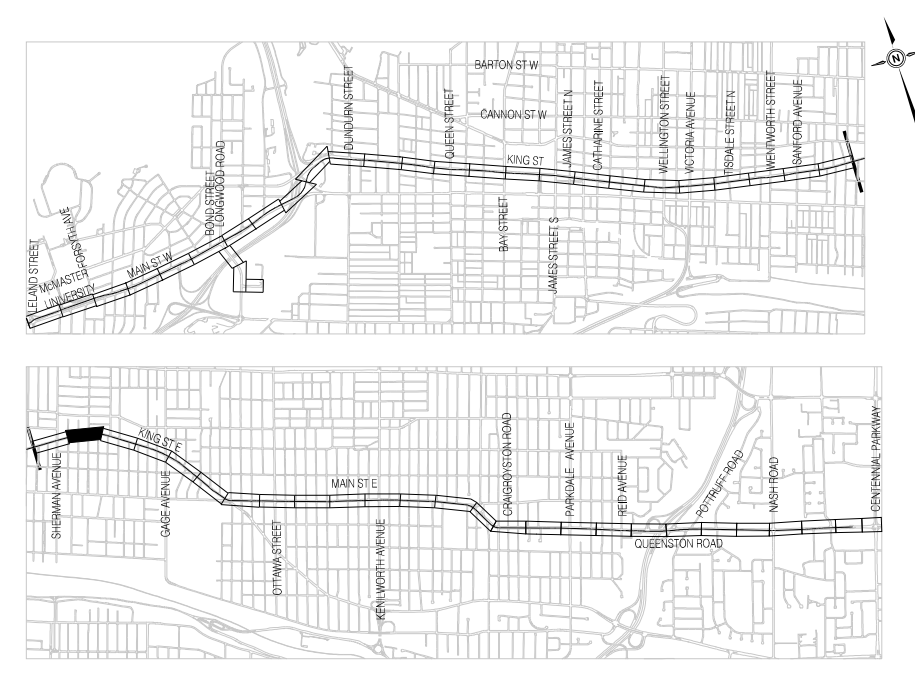 N
BARTON ST W
CANNON ST W
DUNDURN STREET
QUEEN STREET
JAMES STREET N
CATHARINE STREET
WELLINGTON STREET
VICTORIA AVENUE
TISDALE STREET N
WENTWORTH STREET
SANFORD AVENUE
KING ST
BOND STREET
LONGWOOD ROAD
BAY STREET
JAMES STREET S
LELAND STREET
FORSYTH AVE
McMASTER
UNIVERSITY
MAIN ST W
KING ST E
SHERMAN AVENUE
GAGE AVENUE
MAIN ST E
OTTAWA STREET
KENILWORTH AVENUE
CRAIGROYSTON ROAD
PARKDALE AVENUE
REID AVENUE
POTTRUFF ROAD
NASH ROAD
CENTENNIAL PARKWAY
QUEENSTON ROAD